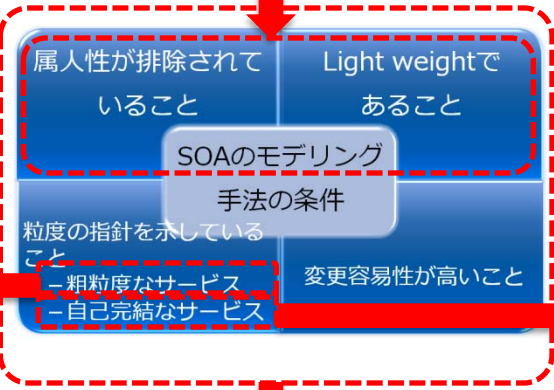 属人性が排除されて
いること
Light weightで
あること
SOAのモデリング
手法の条件
粒度の指針を示している
こと
–粗粒度なサービス
–自己完結なサービス
変更容易性が高いこと